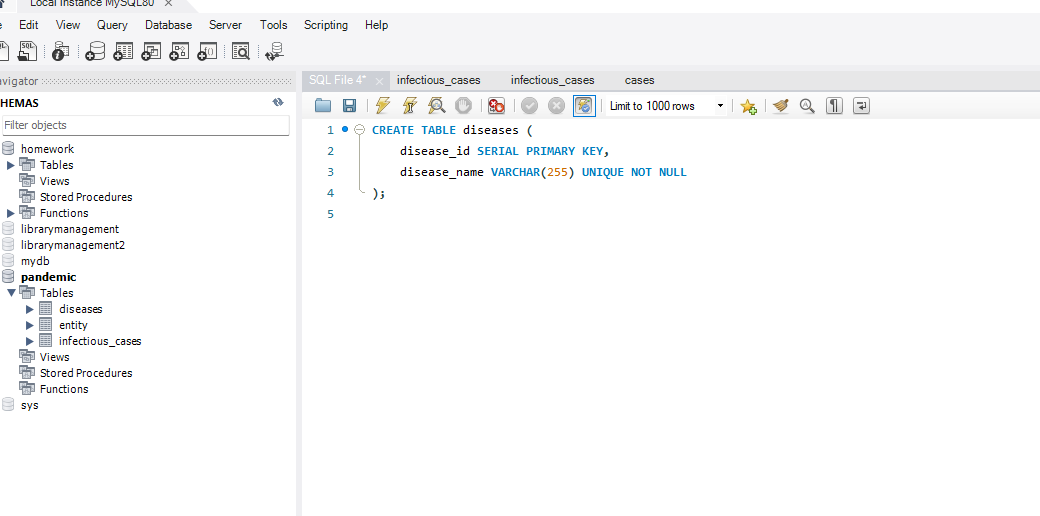 Local instance MySQL80 ×
Edit View Query Database Server Tools Scripting Help
SQL File 4* × infectious_cases infectious_cases cases
Limit to 1000 rows
Filter objects
homework
Tables
Views
Stored Procedures
Functions
librarymanagement
librarymanagement2
mydb
pandemic
Tables
diseases
entity
infectious_cases
Views
Stored Procedures
Functions
sys
1 CREATE TABLE diseases (
2 disease_id SERIAL PRIMARY KEY,
3 disease_name VARCHAR(255) UNIQUE NOT NULL
4 );
5